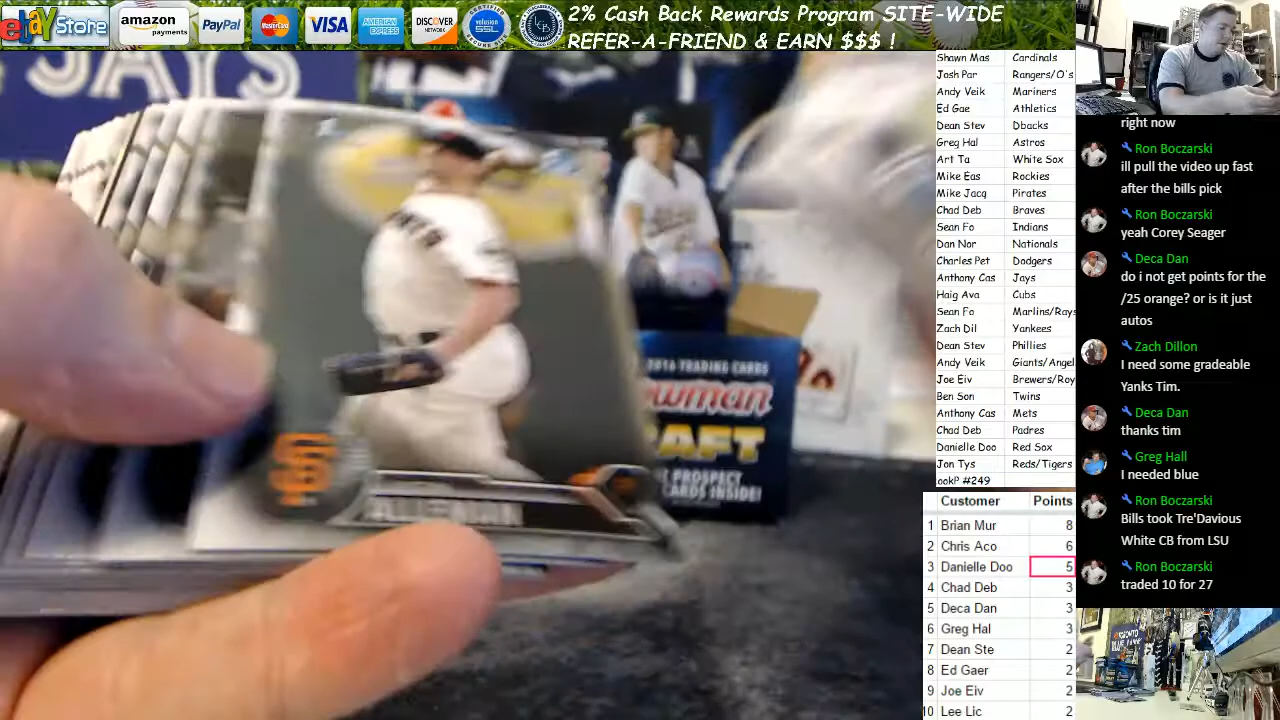 ebay Store
amazon
payments
PayPal
MasterCard
VISA
AMERICAN EXPRESS
DISCOVER
NETWORK
volusion
SSL
2% Cash Back Rewards Program SITE-WIDE
REFER-A-FRIEND & EARN $$$ !
JAYS
SF
2016 TRADING CARDS
Bowman
DRAFT
Shawn Mas Cardinals
Josh Par Rangers/O's
Andy Veik Mariners
Ed Gae Athletics
Dean Stev Dbacks
Greg Hal Astros
Art Ta White Sox
Mike Eas Rockies
Mike Jacq Pirates
Chad Deb Braves
Sean Fo Indians
Dan Nor Nationals
Charles Pet Dodgers
Anthony Cas Jays
Haig Ava Cubs
Sean Fo Marlins/Rays
Zach Dil Yankees
Dean Stev Phillies
Andy Veik Giants/Angel
Joe Eiv Brewers/Roy
Ben Son Twins
Anthony Cas Mets
Chad Deb Padres
Danielle Doo Red Sox
Jon Tys Reds/Tigers
ookP #249
Customer Points
1 Brian Mur 8
2 Chris Aco 6
3 Danielle Doo 5
4 Chad Deb 3
5 Deca Dan 3
6 Greg Hal 3
7 Dean Ste 2
8 Ed Gaer 2
9 Joe Eiv 2
10 Lee Lic 2
right now
Ron Boczarski
ill pull the video up fast
after the bills pick
Ron Boczarski
yeah Corey Seager
Deca Dan
do i not get points for the
/25 orange? or is it just
autos
Zach Dillon
I need some gradeable
Yanks Tim.
Deca Dan
thanks tim
Greg Hall
I needed blue
Ron Boczarski
Bills took Tre'Davious
White CB from LSU
Ron Boczarski
traded 10 for 27